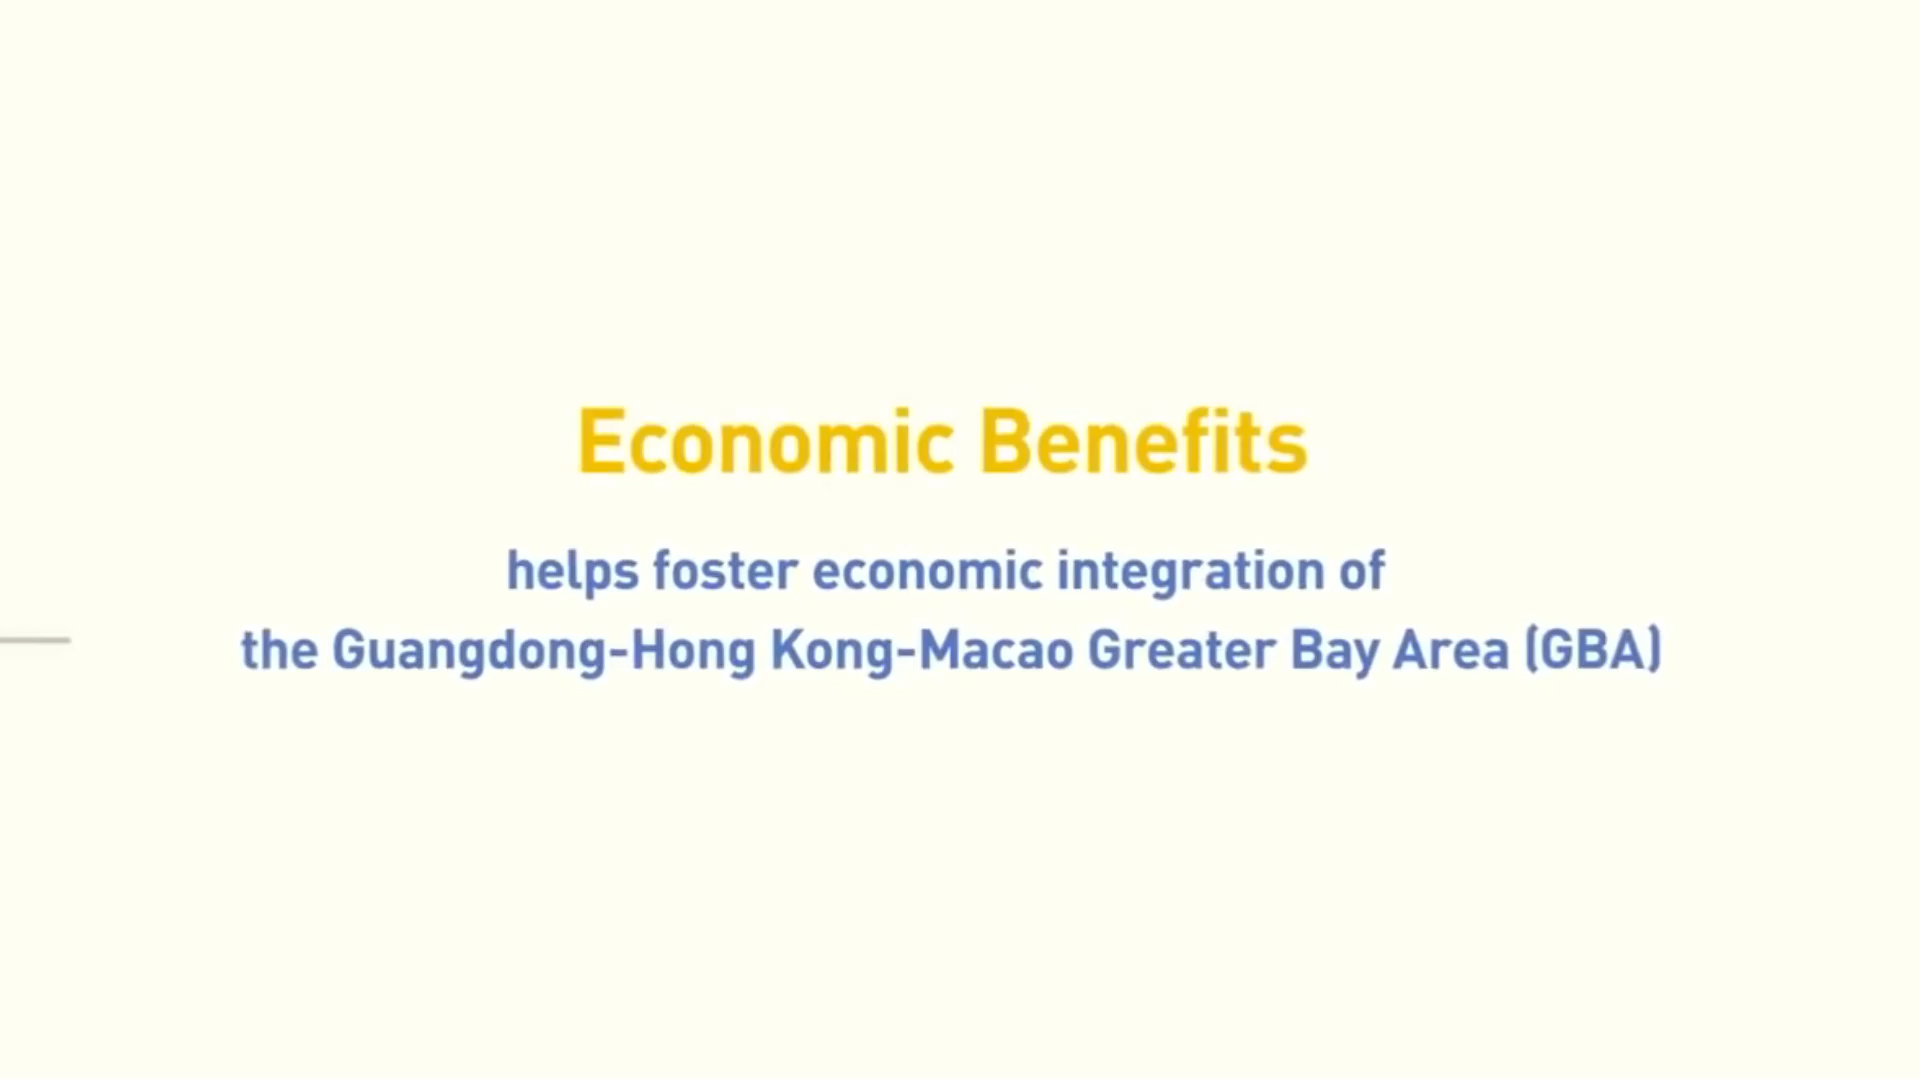 Economic Benefits
helps foster economic integration of
the Guangdong-Hong Kong-Macao Greater Bay Area (GBA)